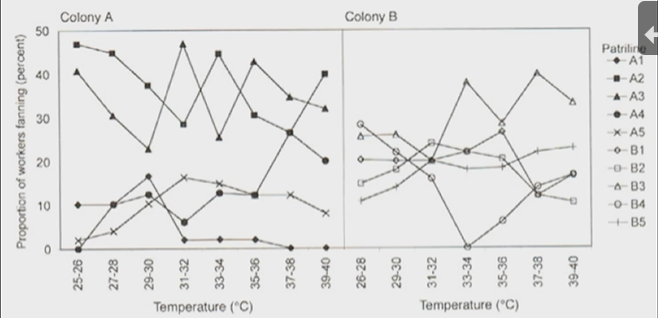 Colony A
Colony B
Proportion of workers fanning (percent)
50
40
30
20
10
0
25-26
27-28
29-30
31-32
33-34
35-36
37-38
39-40
Temperature (°C)
26-28
29-30
31-32
33-34
35-36
37-38
39-40
Temperature (°C)
Patriline
A1
A2
A3
A4
A5
B1
B2
B3
B4
B5